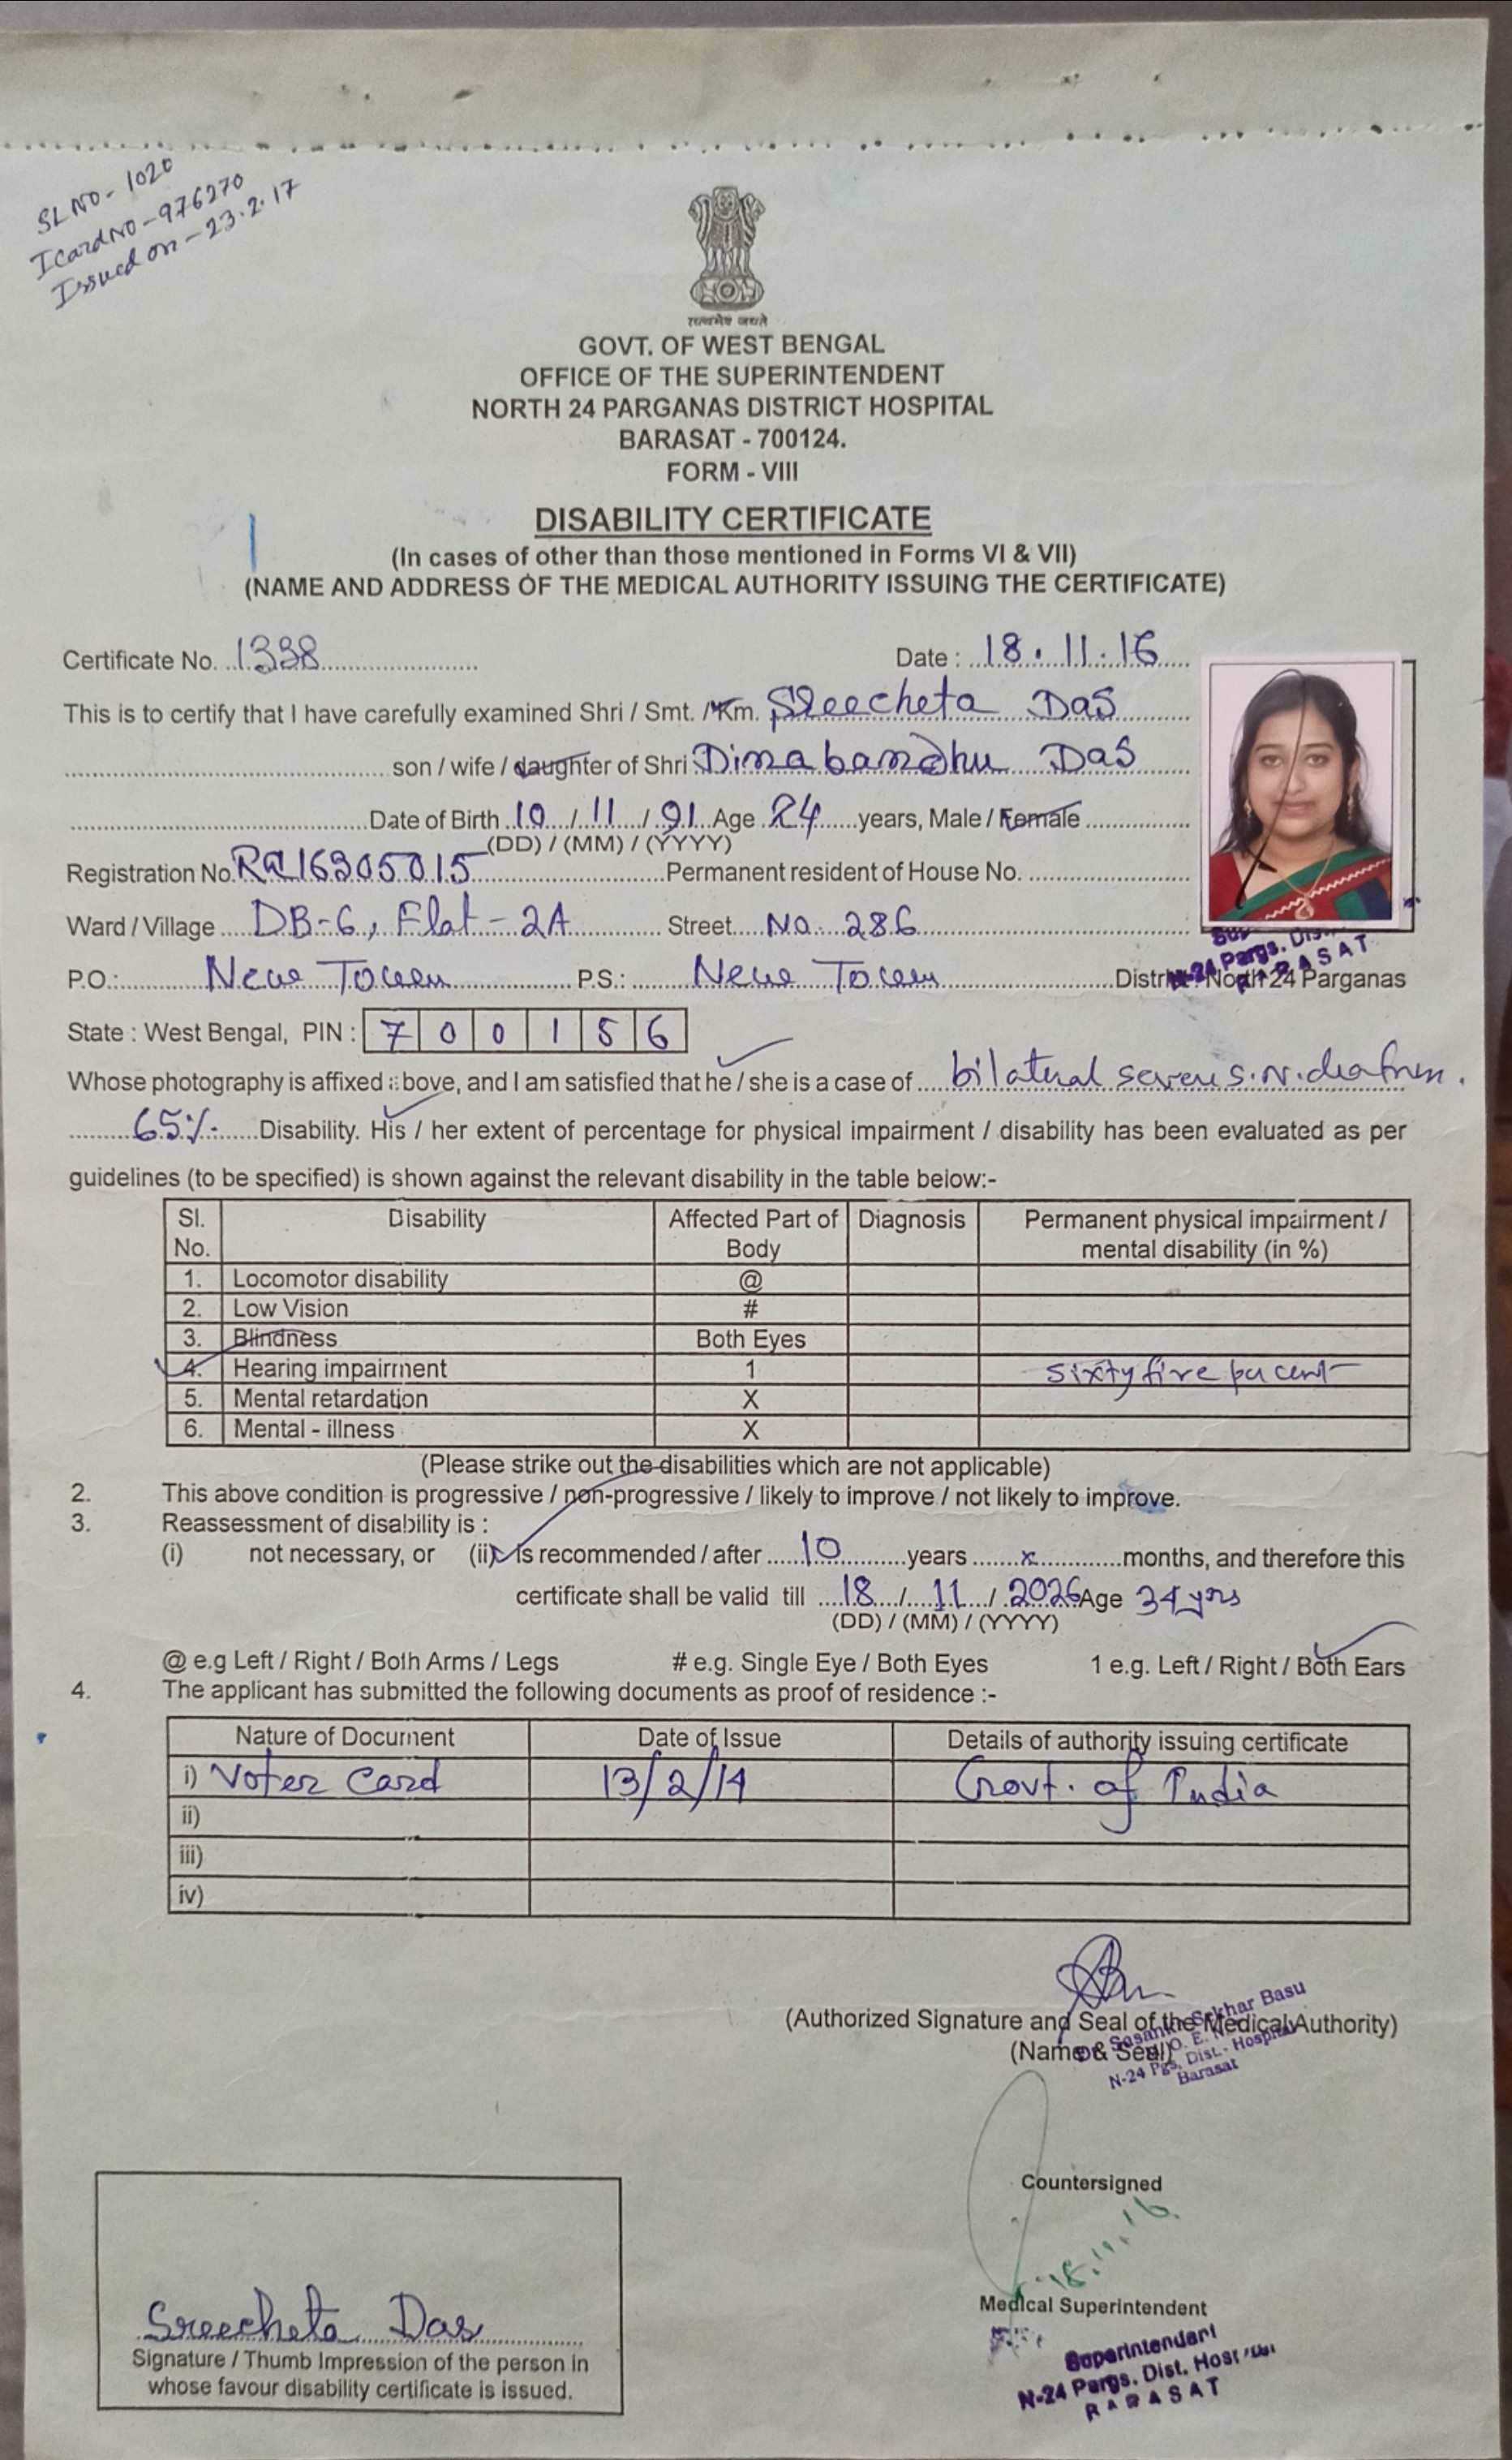 SL NO - 1020
Icard NO - 976270
Issued on - 23.2.17
सत्यमेव जयते
GOVT. OF WEST BENGAL
OFFICE OF THE SUPERINTENDENT
NORTH 24 PARGANAS DISTRICT HOSPITAL
BARASAT - 700124.
FORM - VIII
DISABILITY CERTIFICATE
(In cases of other than those mentioned in Forms VI & VII)
(NAME AND ADDRESS OF THE MEDICAL AUTHORITY ISSUING THE CERTIFICATE)
Certificate No. 1338 Date : 18.11.16
This is to certify that I have carefully examined Shri / Smt. / Km. Sreecheta Das
son / wife / daughter of Shri Dinabandhu Das
Date of Birth 10 / 11 / 91 Age 24 years, Male / Female
(DD) / (MM) / (YYYY)
Registration No. 16305015 Permanent resident of House No.
Ward / Village DB-6, Flat - 2A Street No. 286
P.O.: New Town P.S.: New Town District North 24 Parganas
N-24 Pargs. Dis
BARASAT
State : West Bengal, PIN : 700156
Whose photography is affixed above, and I am satisfied that he / she is a case of bilateral severe S.N. deafness.
65% Disability. His / her extent of percentage for physical impairment / disability has been evaluated as per
guidelines (to be specified) is shown against the relevant disability in the table below:-
Sl. No. Disability Affected Part of Body Diagnosis Permanent physical impairment / mental disability (in %)
1. Locomotor disability @
2. Low Vision #
3. Blindness Both Eyes
4. Hearing impairment 1 sixty five per cent
5. Mental retardation X
6. Mental - illness X
(Please strike out the disabilities which are not applicable)
2. This above condition is progressive / non-progressive / likely to improve / not likely to improve.
3. Reassessment of disability is :
(i) not necessary, or (ii) is recommended / after 10 years x months, and therefore this
certificate shall be valid till 18 / 11 / 2026 Age 34 yrs
(DD) / (MM) / (YYYY)
@ e.g Left / Right / Both Arms / Legs # e.g. Single Eye / Both Eyes 1 e.g. Left / Right / Both Ears
4. The applicant has submitted the following documents as proof of residence :-
Nature of Document Date of Issue Details of authority issuing certificate
i) Voter Card 13/2/14 Govt. of India
ii)
iii)
iv)
(Authorized Signature and Seal of the Medical Authority)
(Name & Seal)
Sekhar Basu
N-24 Pgs, Dist.- Hospital
Barasat
Countersigned
18.11.16
Medical Superintendent
Superintendent
N-24 Pargs. Dist. Hospital
BARASAT
Sreecheta Das
Signature / Thumb Impression of the person in
whose favour disability certificate is issued.